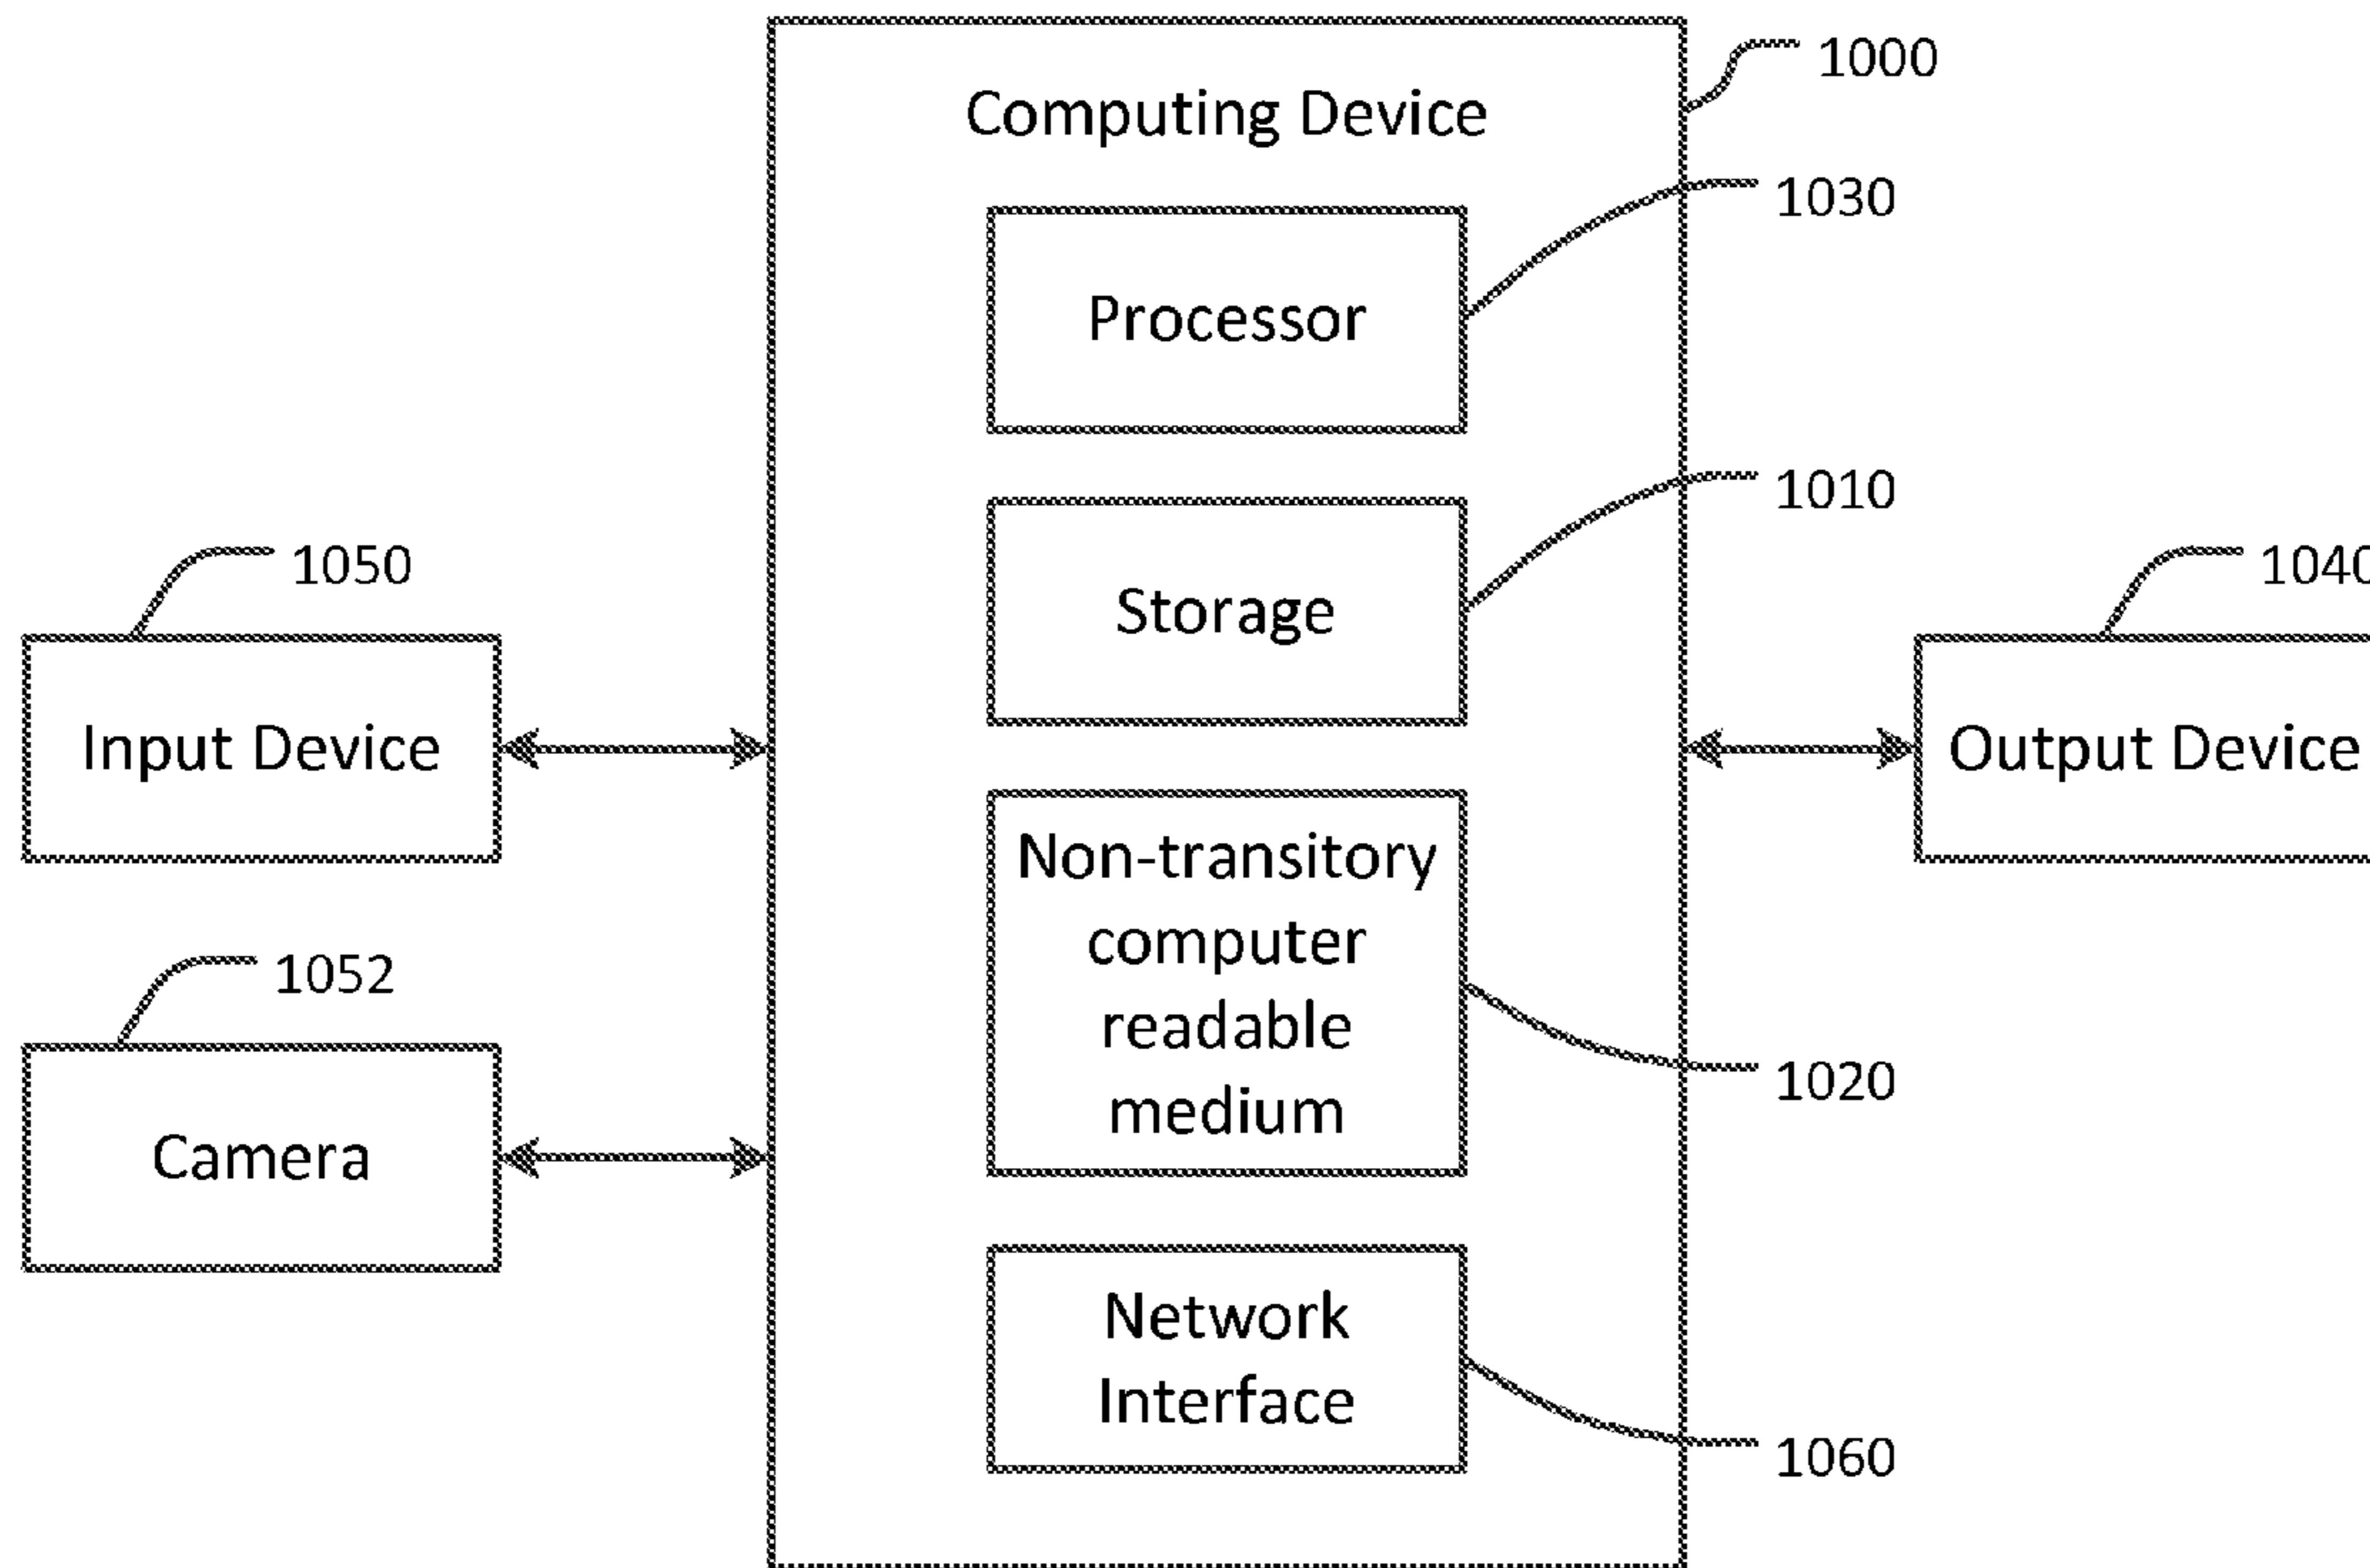 1000
Computing Device
1030
Processor
1010
Storage
1050
1040
Input Device
Output Device
Non-transitory
computer
readable
medium
1052
1020
Camera
Network
Interface
1060